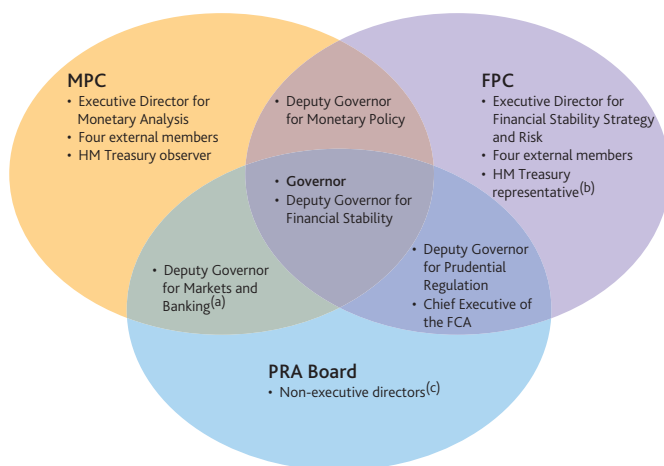 MPC
• Executive Director for
Monetary Analysis
• Four external members
• HM Treasury observer
• Deputy Governor
for Monetary Policy
FPC
• Executive Director for
Financial Stability Strategy
and Risk
• Four external members
• HM Treasury
representative(b)
• Governor
• Deputy Governor for
Financial Stability
• Deputy Governor
for Markets and
Banking(a)
• Deputy Governor
for Prudential
Regulation
• Chief Executive of
the FCA
PRA Board
• Non-executive directors(c)